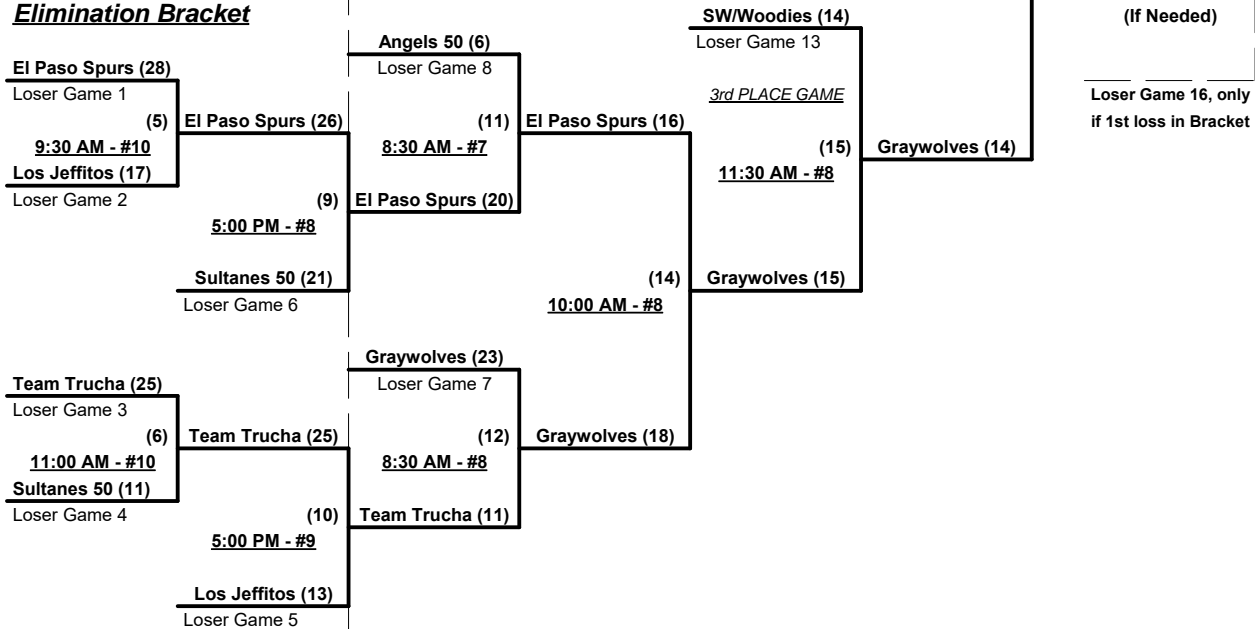 Elimination Bracket
SW/Woodies (14)
(If Needed)
Loser Game 13
Angels 50 (6)
Loser Game 8
El Paso Spurs (28)
Loser Game 1
3rd PLACE GAME
Loser Game 16, only
if 1st loss in Bracket
(5)
El Paso Spurs (26)
(11)
El Paso Spurs (16)
9:30 AM - #10
8:30 AM - #7
(15)
Graywolves (14)
11:30 AM - #8
Los Jeffitos (17)
Loser Game 2
(9)
El Paso Spurs (20)
5:00 PM - #8
Sultanes 50 (21)
Loser Game 6
(14)
Graywolves (15)
10:00 AM - #8
Graywolves (23)
Loser Game 7
Team Trucha (25)
Loser Game 3
(6)
Team Trucha (25)
(12)
Graywolves (18)
11:00 AM - #10
8:30 AM - #8
Sultanes 50 (11)
Loser Game 4
(10)
Team Trucha (11)
5:00 PM - #9
Los Jeffitos (13)
Loser Game 5